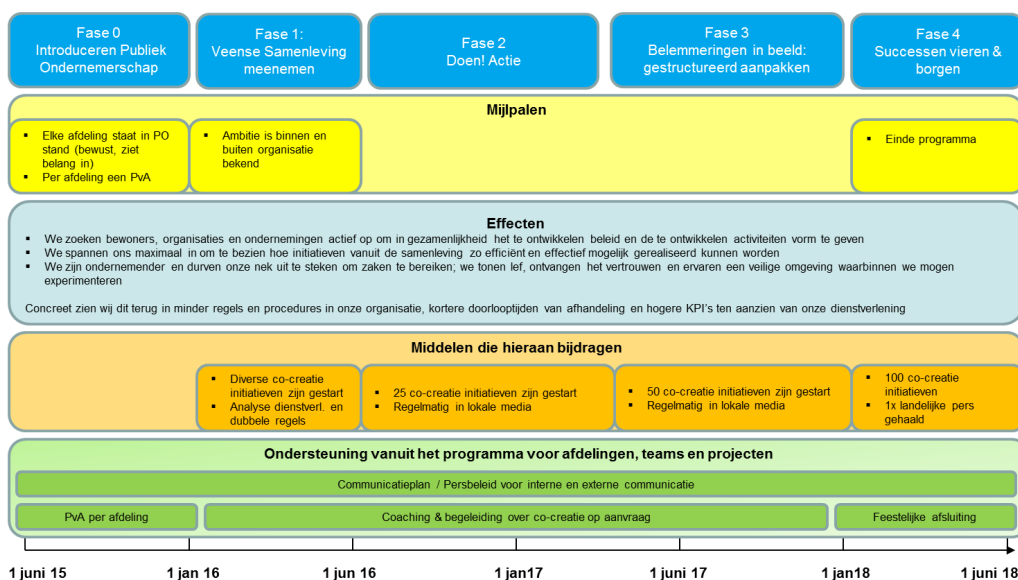 Fase 0
Introduceren Publiek
Ondernemerschap
Fase 1:
Veense Samenleving
meenemen
Fase 2
Doen! Actie
Fase 3
Belemmeringen in beeld:
gestructureerd aanpakken
Fase 4
Successen vieren &
borgen
Mijlpalen
▪ Elke afdeling staat in PO
stand (bewust, ziet
belang in)
▪ Per afdeling een PvA
▪ Ambitie is binnen en
buiten organisatie
bekend
▪ Einde programma
Effecten
▪ We zoeken bewoners, organisaties en ondernemingen actief op om in gezamenlijkheid het te ontwikkelen beleid en de te ontwikkelen activiteiten vorm te geven
▪ We spannen ons maximaal in om te bezien hoe initiatieven vanuit de samenleving zo efficiënt en effectief mogelijk gerealiseerd kunnen worden
▪ We zijn ondernemender en durven onze nek uit te steken om zaken te bereiken; we tonen lef, ontvangen het vertrouwen en ervaren een veilige omgeving waarbinnen we mogen
experimenteren
Concreet zien wij dit terug in minder regels en procedures in onze organisatie, kortere doorlooptijden van afhandeling en hogere KPI's ten aanzien van onze dienstverlening
Middelen die hieraan bijdragen
▪ Diverse co-creatie
initiatieven zijn gestart
▪ Analyse dienstverl. en
dubbele regels
▪ 25 co-creatie initiatieven zijn gestart
▪ Regelmatig in lokale media
▪ 50 co-creatie initiatieven zijn gestart
▪ Regelmatig in lokale media
▪ 100 co-creatie
initiatieven
▪ 1x landelijke pers
gehaald
Ondersteuning vanuit het programma voor afdelingen, teams en projecten
Communicatieplan / Persbeleid voor interne en externe communicatie
PvA per afdeling
Coaching & begeleiding over co-creatie op aanvraag
Feestelijke afsluiting
1 juni 15
1 jan 16
1 jun 16
1 jan17
1 juni 17
1 jan18
1 juni 18